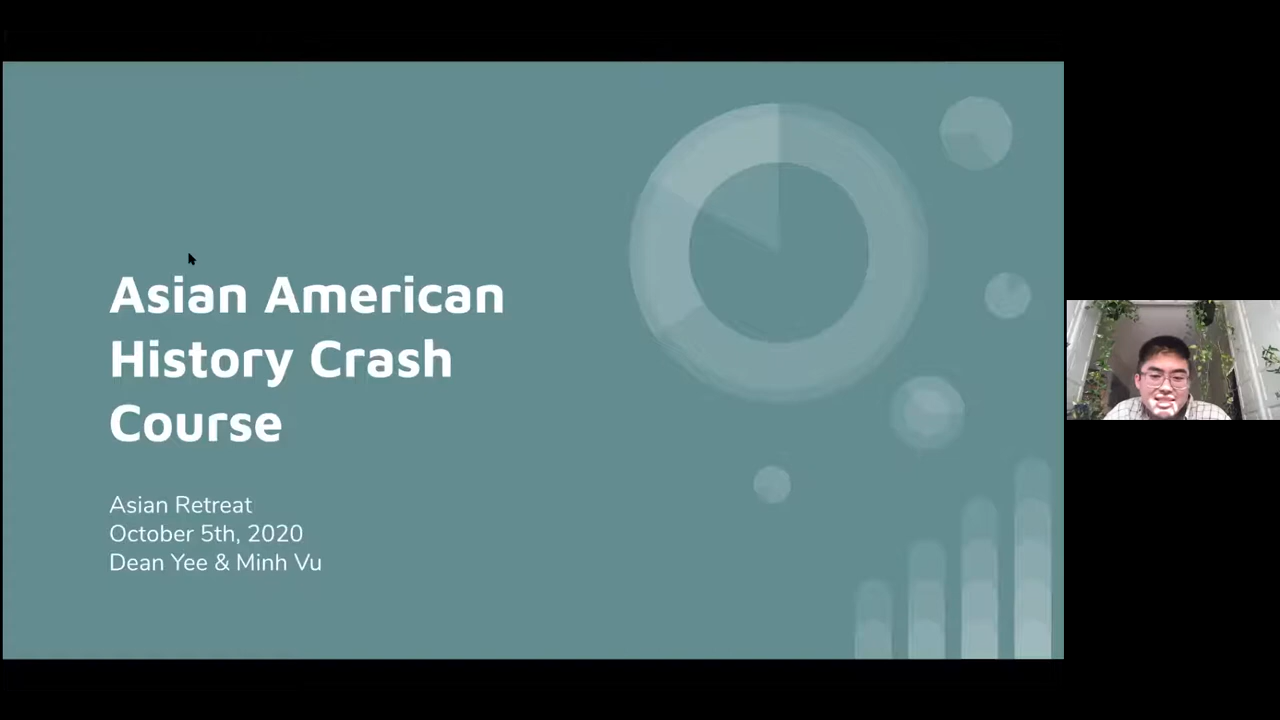 Asian American
History Crash
Course
Asian Retreat
October 5th, 2020
Dean Yee & Minh Vu